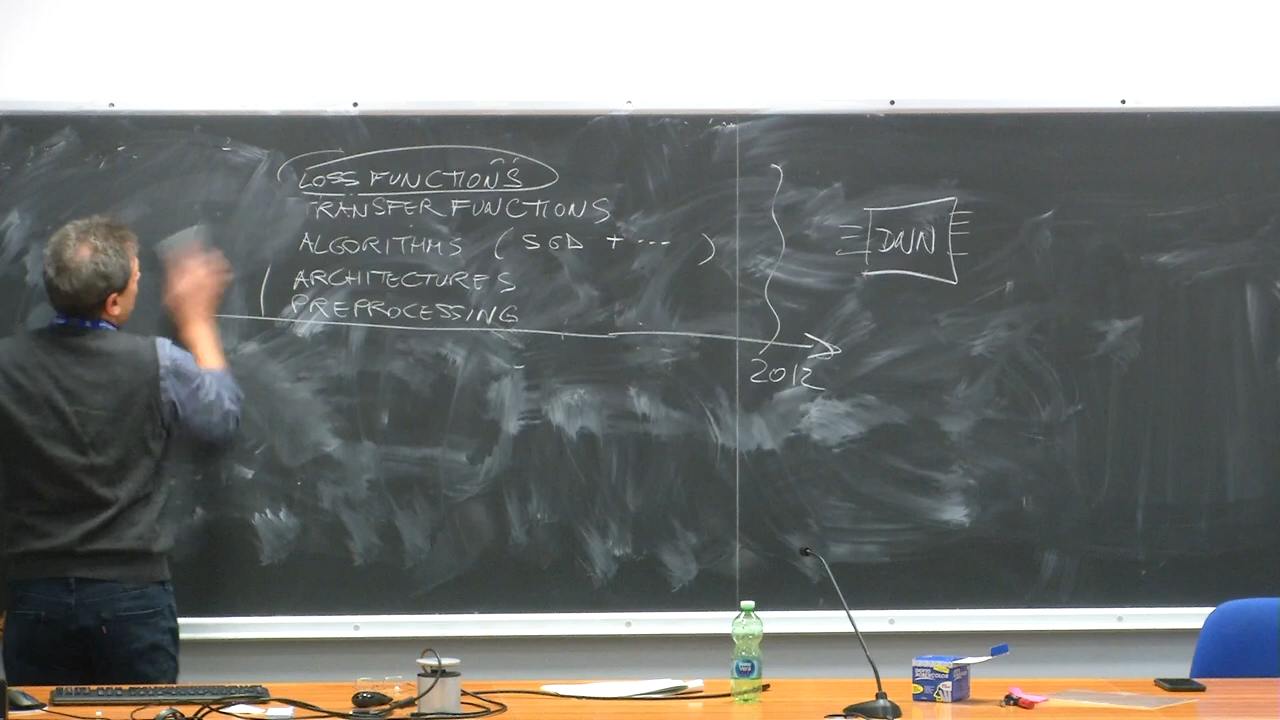 LOSS FUNCTIONS
TRANSFER FUNCTIONS
ALGORITHMS (SGD + ... )
ARCHITECTURES
PREPROCESSING
2012
DNN